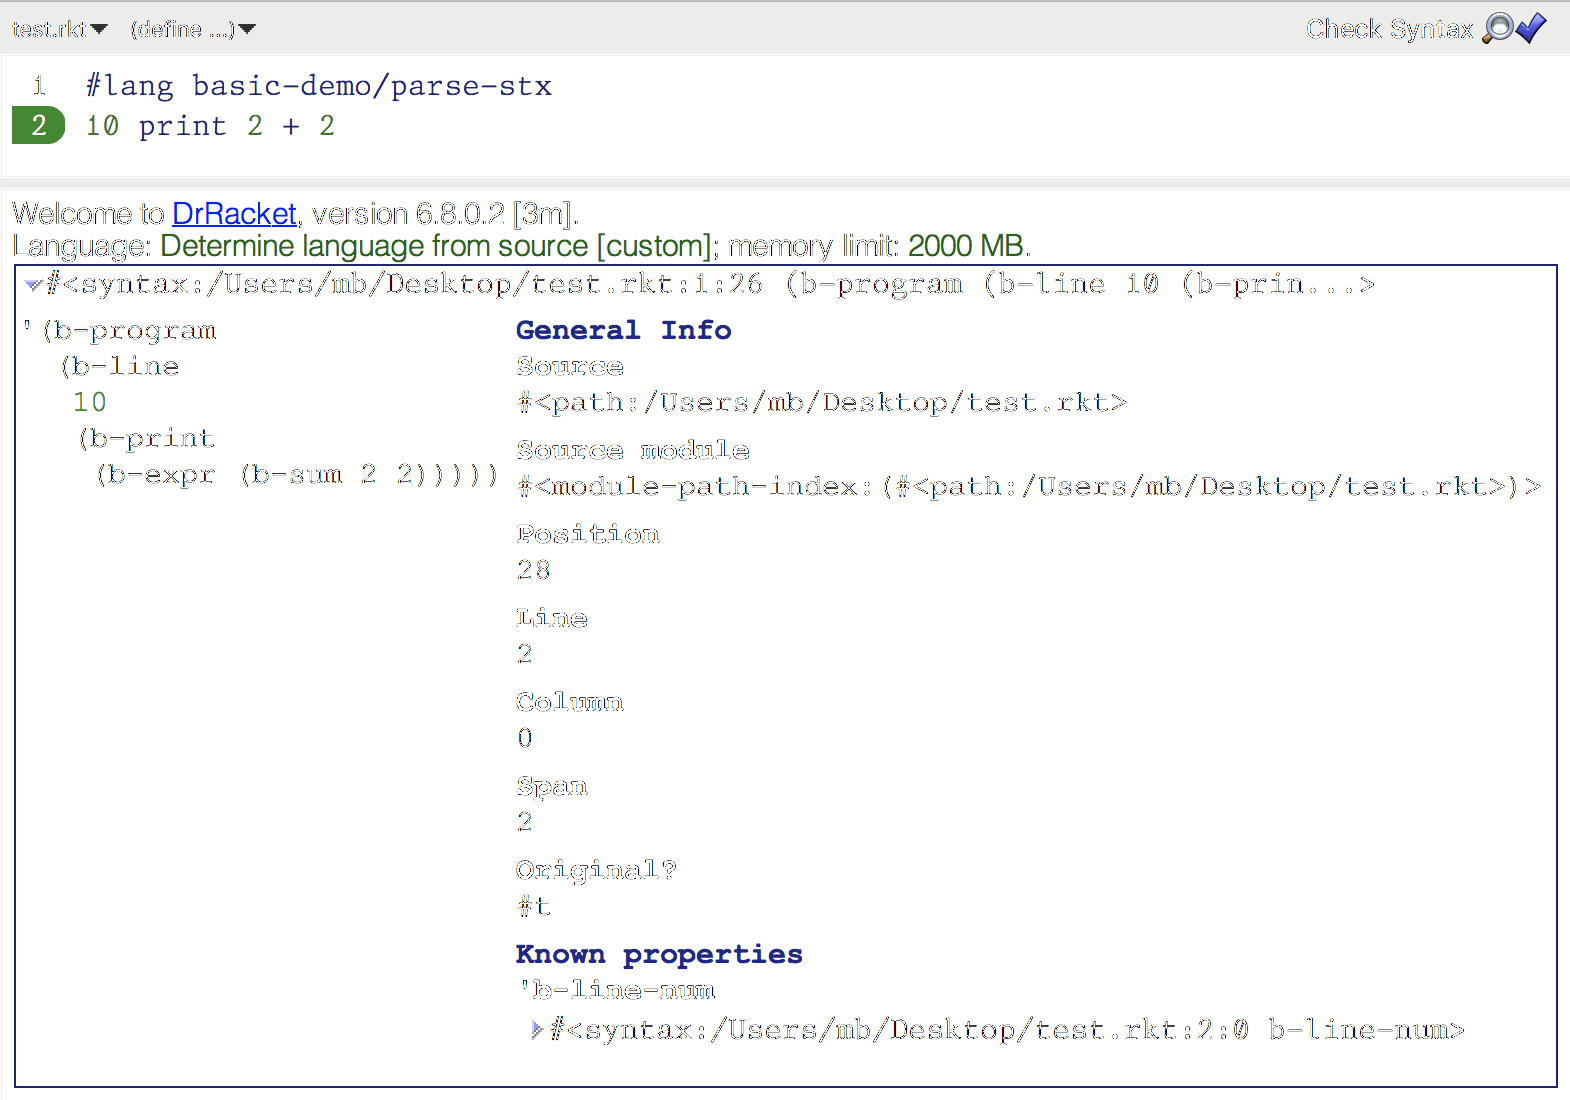 test.rkt (define ...) Check Syntax
1 #lang basic-demo/parse-stx
2 10 print 2 + 2
Welcome to DrRacket, version 6.8.0.2 [3m].
Language: Determine language from source [custom]; memory limit: 2000 MB.
#<syntax:/Users/mb/Desktop/test.rkt:1:26 (b-program (b-line 10 (b-prin...>
'(b-program
(b-line
10
(b-print
(b-expr (b-sum 2 2)))))
General Info
Source
#<path:/Users/mb/Desktop/test.rkt>
Source module
#<module-path-index:(#<path:/Users/mb/Desktop/test.rkt>)>
Position
28
Line
2
Column
0
Span
2
Original?
#t
Known properties
'b-line-num
#<syntax:/Users/mb/Desktop/test.rkt:2:0 b-line-num>